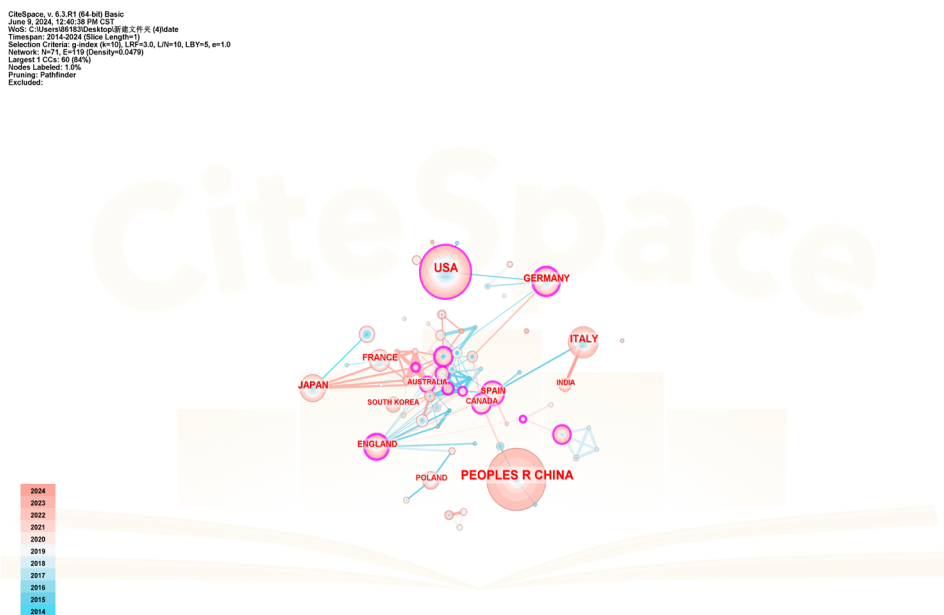 CiteSpace, v. 6.3.R1 (64-bit) Basic
June 9, 2024, 12:40:38 PM CST
WoS: C:\Users\86183\Desktop\新建文件夹 (4)\date
Timespan: 2014-2024 (Slice Length=1)
Selection Criteria: g-index (k=10), LRF=3.0, L/N=10, LBY=5, e=1.0
Network: N=71, E=119 (Density=0.0479)
Largest 1 CCs: 60 (84%)
Nodes Labeled: 1.0%
Pruning: Pathfinder
Excluded:
CiteSpace
USA
GERMANY
ITALY
FRANCE
AUSTRALIA
INDIA
JAPAN
SPAIN
CANADA
SOUTH KOREA
ENGLAND
PEOPLES R CHINA
POLAND
2024
2023
2022
2021
2020
2019
2018
2017
2016
2015
2014